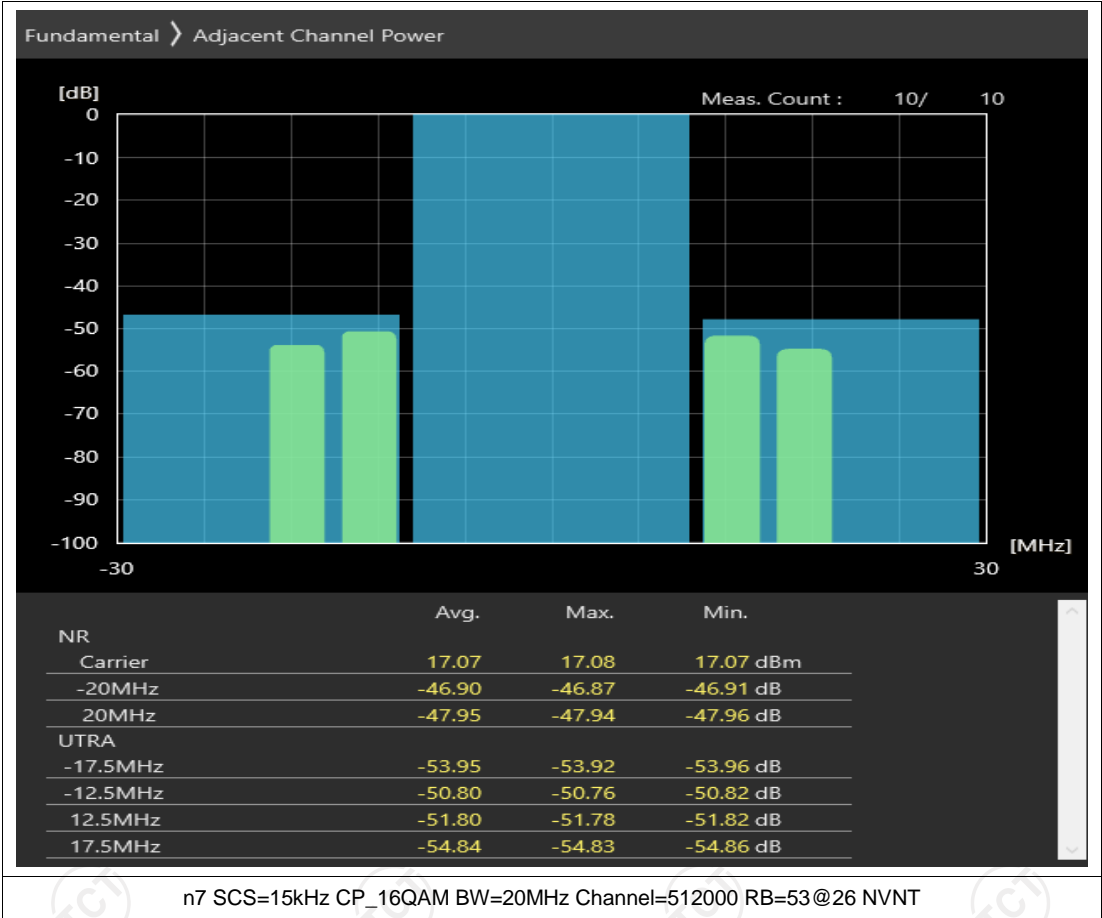 Fundamental 〉 Adjacent Channel Power
[dB]
Meas. Count : 10/ 10
0
-10
-20
-30
-40
-50
-60
-70
-80
-90
-100
[MHz]
-30 30
Avg. Max. Min.
NR
Carrier 17.07 17.08 17.07 dBm
-20MHz -46.90 -46.87 -46.91 dB
20MHz -47.95 -47.94 -47.96 dB
UTRA
-17.5MHz -53.95 -53.92 -53.96 dB
-12.5MHz -50.80 -50.76 -50.82 dB
12.5MHz -51.80 -51.78 -51.82 dB
17.5MHz -54.84 -54.83 -54.86 dB
n7 SCS=15kHz CP_16QAM BW=20MHz Channel=512000 RB=53@26 NVNT
TCT TCT TCT TCT